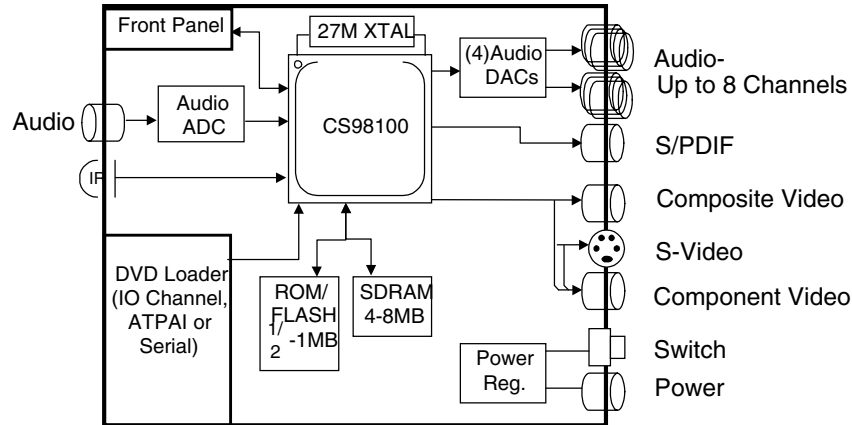 Front Panel
27M XTAL
(4)Audio
DACs
Audio-
Up to 8 Channels
Audio
Audio
ADC
CS98100
S/PDIF
IR
Composite Video
S-Video
DVD Loader
(IO Channel,
ATPAI or
Serial)
ROM/
FLASH
1/
2 -1MB
SDRAM
4-8MB
Component Video
Power
Reg.
Switch
Power